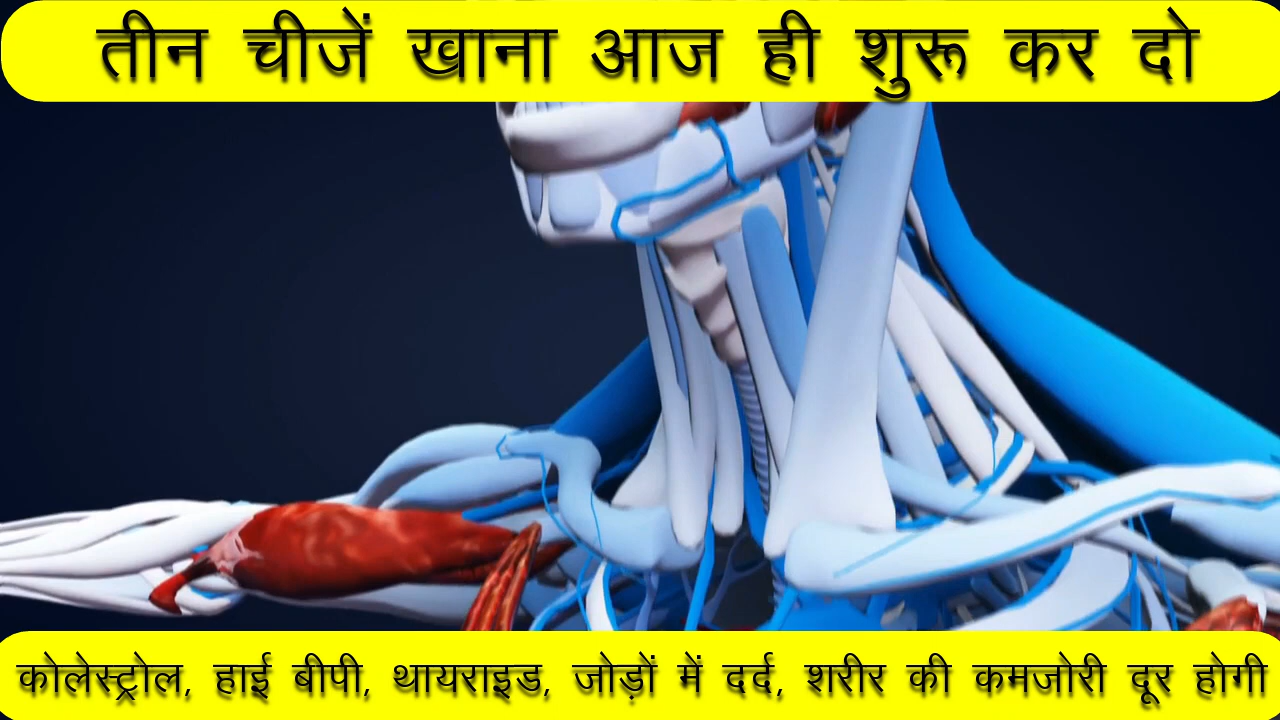 तीन चीजें खाना आज ही शुरू कर दो
कोलेस्ट्रोल, हाई बीपी, थायराइड, जोड़ों में दर्द, शरीर की कमजोरी दूर होगी